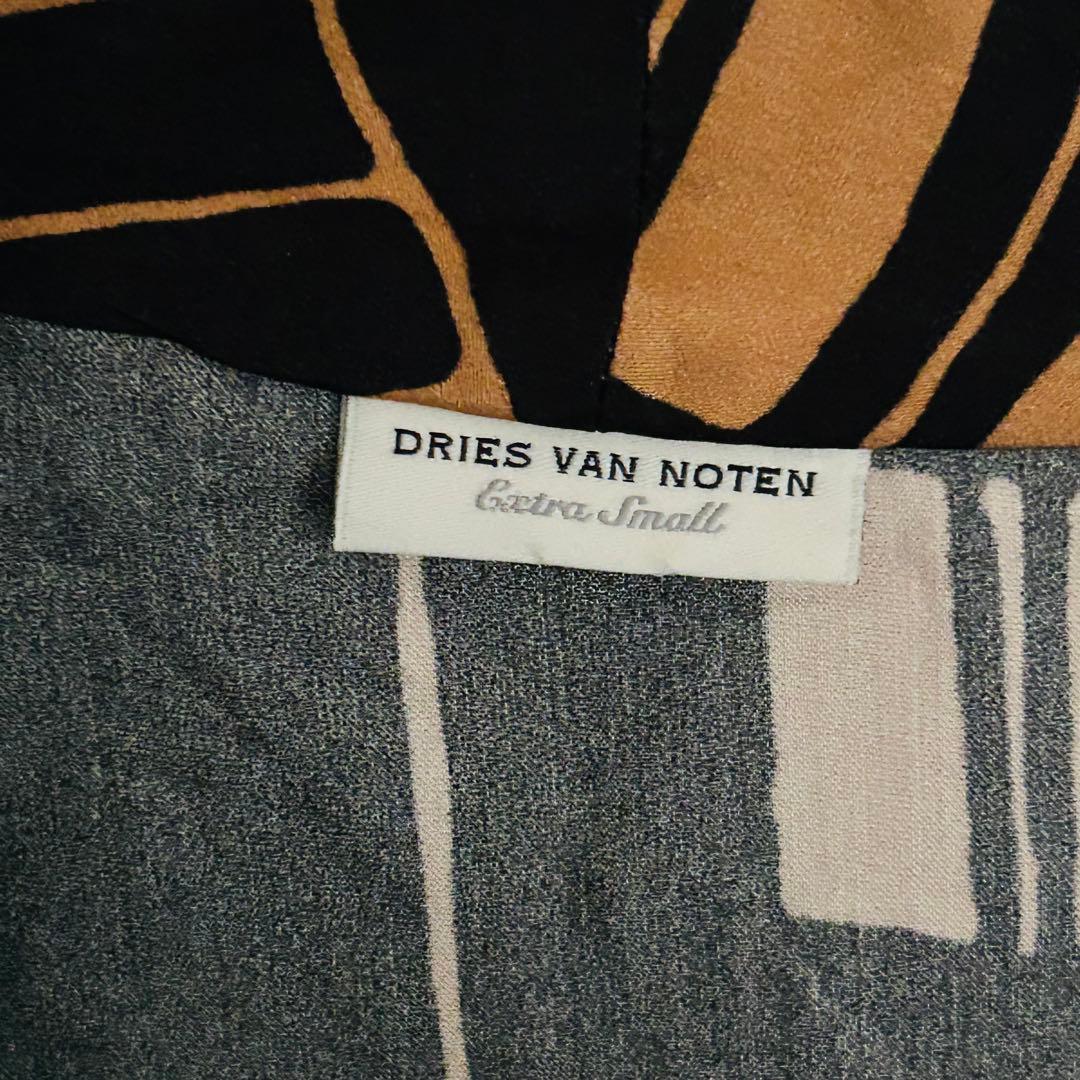 DRIES VAN NOTEN
Extra Small